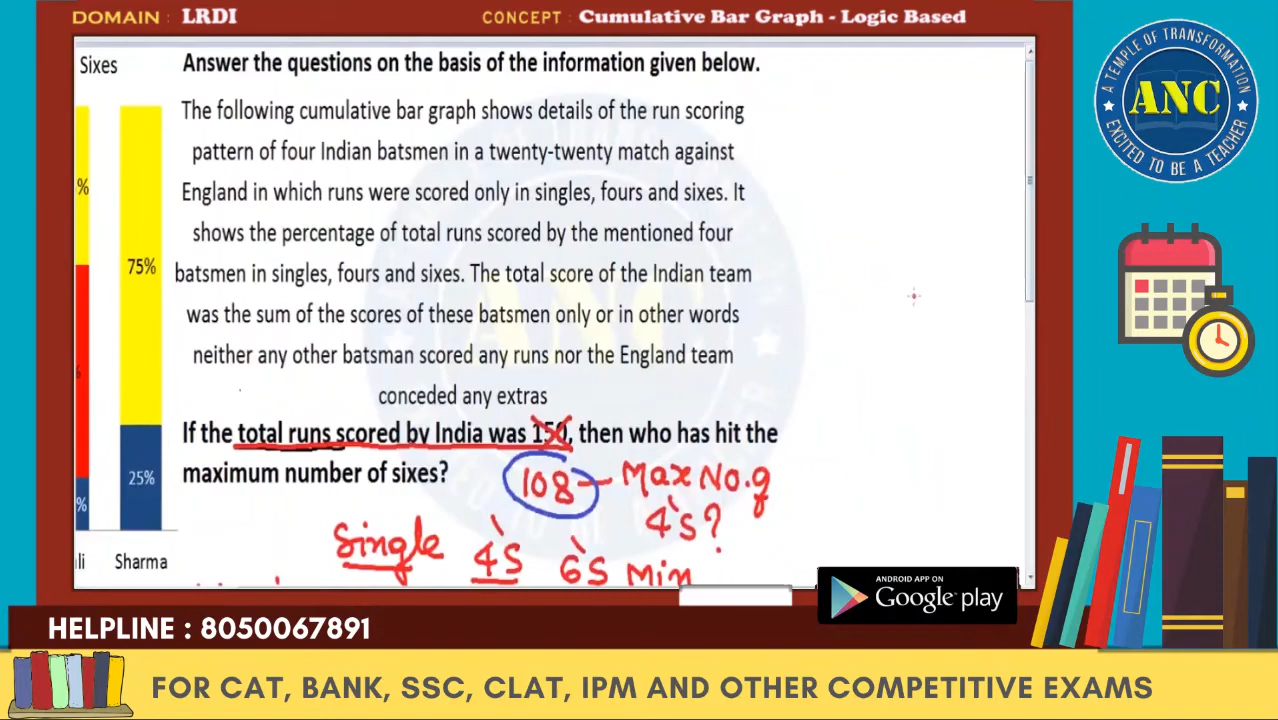 DOMAIN : LRDI
CONCEPT : Cumulative Bar Graph - Logic Based
Sixes
Answer the questions on the basis of the information given below.
The following cumulative bar graph shows details of the run scoring
pattern of four Indian batsmen in a twenty-twenty match against
England in which runs were scored only in singles, fours and sixes. It
shows the percentage of total runs scored by the mentioned four
batsmen in singles, fours and sixes. The total score of the Indian team
was the sum of the scores of these batsmen only or in other words
neither any other batsman scored any runs nor the England team
conceded any extras
If the total runs scored by India was 150, then who has hit the
maximum number of sixes?
108 - Max No. of
4's?
Single 4's 6's Min
%
75%
%
25%
%
li Sharma
A TEMPLE OF TRANSFORMATION
ANC
EXCITED TO BE A TEACHER
ANDROID APP ON
Google play
HELPLINE : 8050067891
FOR CAT, BANK, SSC, CLAT, IPM AND OTHER COMPETITIVE EXAMS